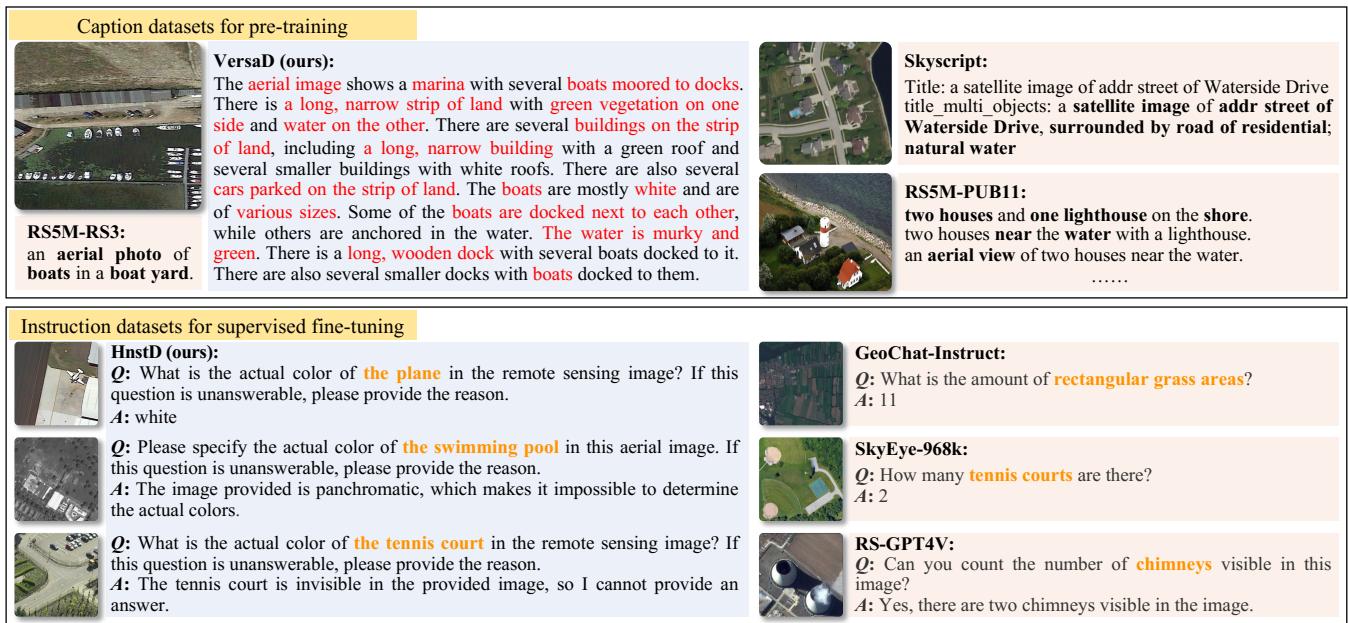 Caption datasets for pre-training
VersaD (ours):
The aerial image shows a marina with several boats moored to docks.
There is a long, narrow strip of land with green vegetation on one
side and water on the other. There are several buildings on the strip
of land, including a long, narrow building with a green roof and
several smaller buildings with white roofs. There are also several
cars parked on the strip of land. The boats are mostly white and are
of various sizes. Some of the boats are docked next to each other,
while others are anchored in the water. The water is murky and
green. There is a long, wooden dock with several boats docked to it.
There are also several smaller docks with boats docked to them.
RS5M-RS3:
an aerial photo of
boats in a boat yard.
Skyscript:
Title: a satellite image of addr street of Waterside Drive
title_multi_objects: a satellite image of addr street of
Waterside Drive, surrounded by road of residential;
natural water
RS5M-PUB11:
two houses and one lighthouse on the shore.
two houses near the water with a lighthouse.
an aerial view of two houses near the water.
……
Instruction datasets for supervised fine-tuning
HnstD (ours):
Q: What is the actual color of the plane in the remote sensing image? If this
question is unanswerable, please provide the reason.
A: white
Q: Please specify the actual color of the swimming pool in this aerial image. If
this question is unanswerable, please provide the reason.
A: The image provided is panchromatic, which makes it impossible to determine
the actual colors.
Q: What is the actual color of the tennis court in the remote sensing image? If
this question is unanswerable, please provide the reason.
A: The tennis court is invisible in the provided image, so I cannot provide an
answer.
GeoChat-Instruct:
Q: What is the amount of rectangular grass areas?
A: 11
SkyEye-968k:
Q: How many tennis courts are there?
A: 2
RS-GPT4V:
Q: Can you count the number of chimneys visible in this
image?
A: Yes, there are two chimneys visible in the image.